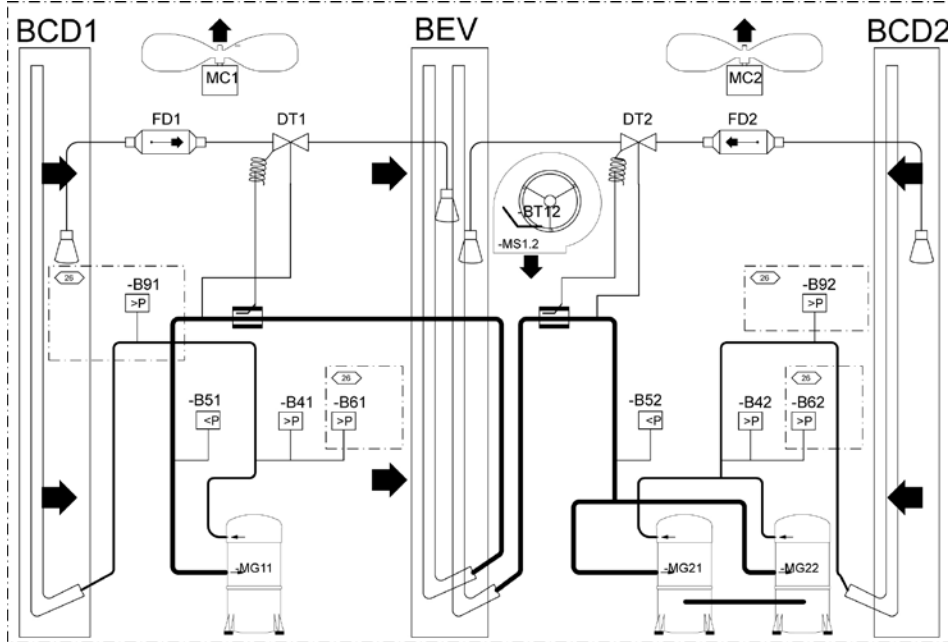 BCD1
BEV
BCD2
MC1
MC2
FD1
DT1
DT2
FD2
-BT12
-MS1.2
26
-B91
>P
26
-B92
>P
26
26
-B51
<P
-B41
>P
-B61
>P
-B52
<P
-B42
>P
-B62
>P
-MG11
-MG21
-MG22